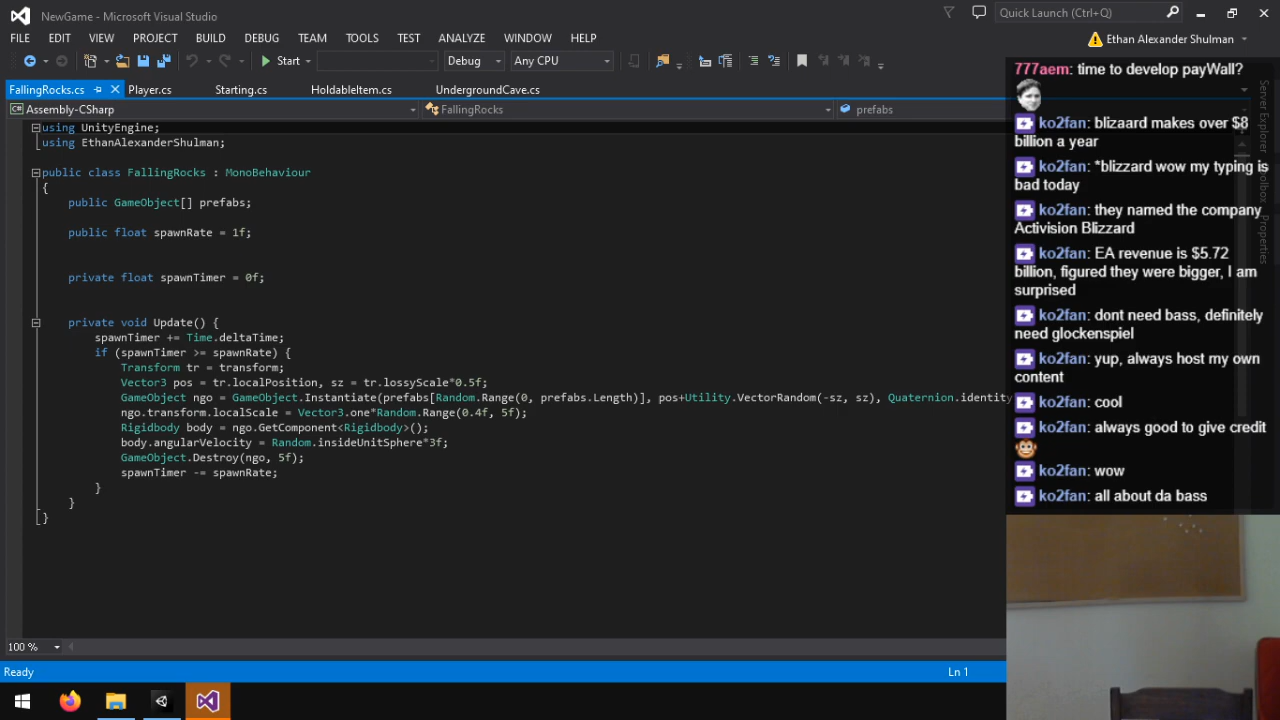 NewGame - Microsoft Visual Studio
Quick Launch (Ctrl+Q)
FILE EDIT VIEW PROJECT BUILD DEBUG TEAM TOOLS TEST ANALYZE WINDOW HELP
Ethan Alexander Shulman
Start Debug Any CPU
FallingRocks.cs Player.cs Starting.cs HoldableItem.cs UndergroundCave.cs
Assembly-CSharp FallingRocks prefabs
using UnityEngine;
using EthanAlexanderShulman;
public class FallingRocks : MonoBehaviour
{
public GameObject[] prefabs;
public float spawnRate = 1f;
private float spawnTimer = 0f;
private void Update() {
spawnTimer += Time.deltaTime;
if (spawnTimer >= spawnRate) {
Transform tr = transform;
Vector3 pos = tr.localPosition, sz = tr.lossyScale*0.5f;
GameObject ngo = GameObject.Instantiate(prefabs[Random.Range(0, prefabs.Length)], pos+Utility.VectorRandom(-sz, sz), Quaternion.identity
ngo.transform.localScale = Vector3.one*Random.Range(0.4f, 5f);
Rigidbody body = ngo.GetComponent<Rigidbody>();
body.angularVelocity = Random.insideUnitSphere*3f;
GameObject.Destroy(ngo, 5f);
spawnTimer -= spawnRate;
}
}
}
100 %
Ready
Ln 1
777aem: time to develop payWall?
ko2fan: blizaard makes over $8
billion a year
ko2fan: *blizzard wow my typing is
bad today
ko2fan: they named the company
Activision Blizzard
ko2fan: EA revenue is $5.72
billion, figured they were bigger, I am
surprised
ko2fan: dont need bass, definitely
need glockenspiel
ko2fan: yup, always host my own
content
ko2fan: cool
ko2fan: always good to give credit
ko2fan: wow
ko2fan: all about da bass
Server Explorer
Toolbox
Properties